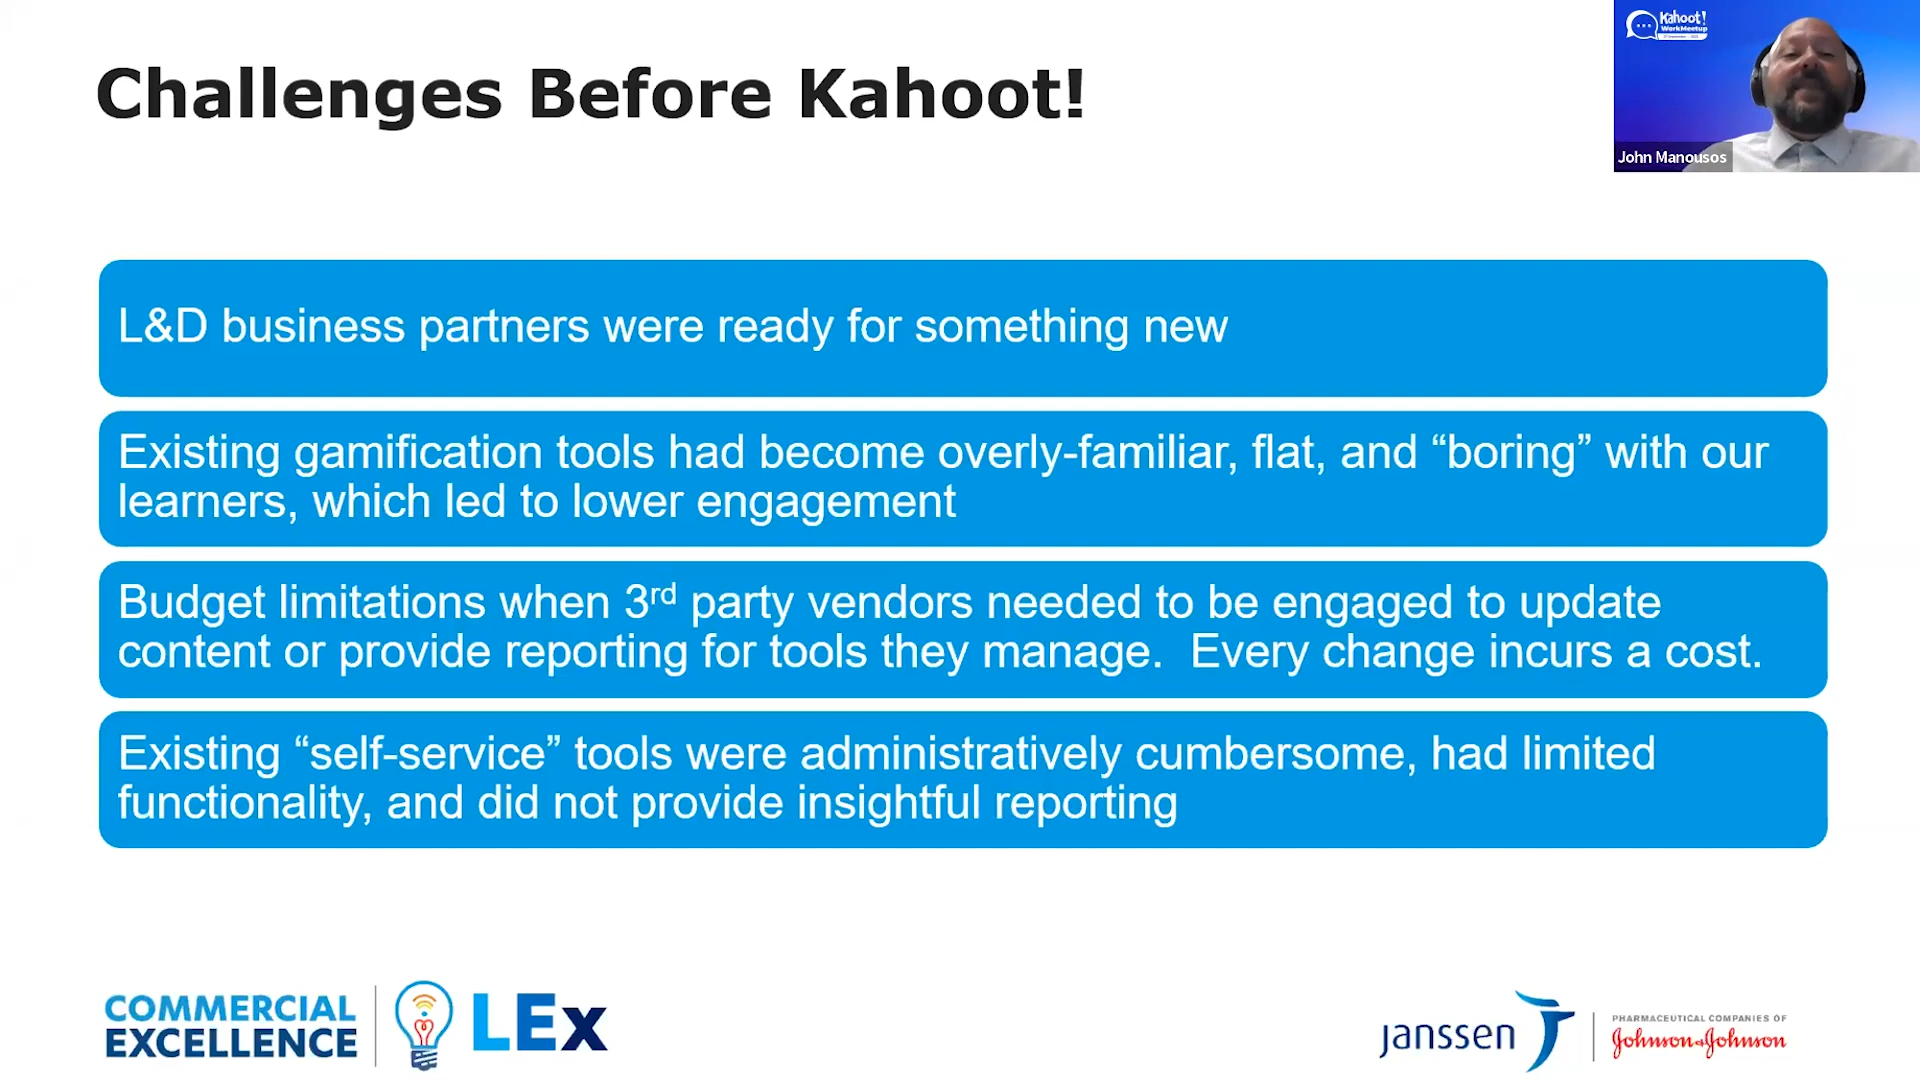 Challenges Before Kahoot!
Kahoot!
WorkMeetup
John Manousos
L&D business partners were ready for something new
Existing gamification tools had become overly-familiar, flat, and “boring” with our
learners, which led to lower engagement
Budget limitations when 3rd party vendors needed to be engaged to update
content or provide reporting for tools they manage.  Every change incurs a cost.
Existing “self-service” tools were administratively cumbersome, had limited
functionality, and did not provide insightful reporting
COMMERCIAL
EXCELLENCE
LEx
janssen
PHARMACEUTICAL COMPANIES OF
Johnson&Johnson